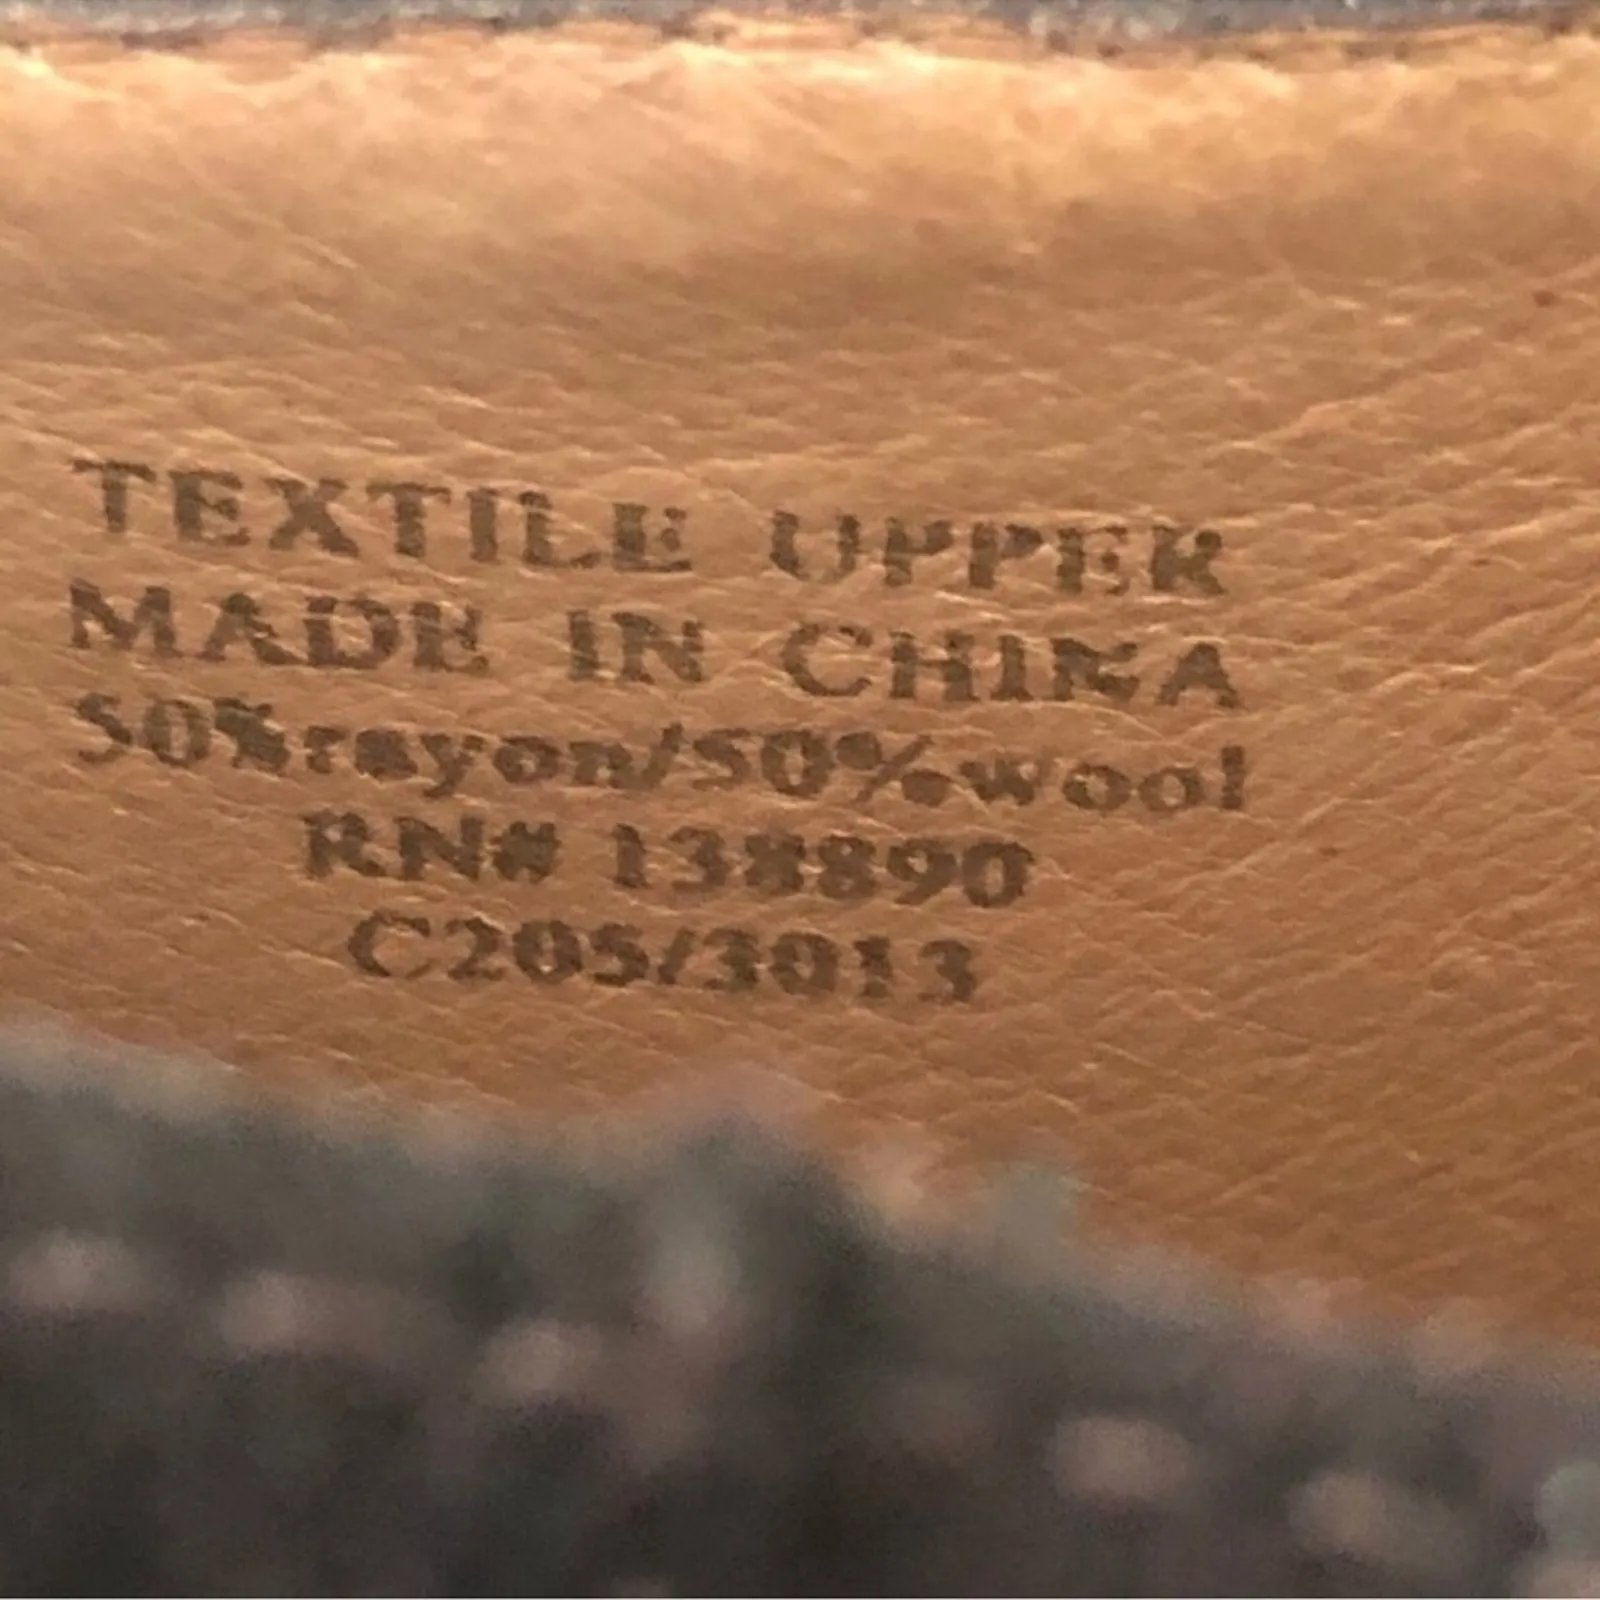 TEXTILE UPPER
MADE IN CHINA
50%rayon/50%wool
RN# 138890
C205/3013